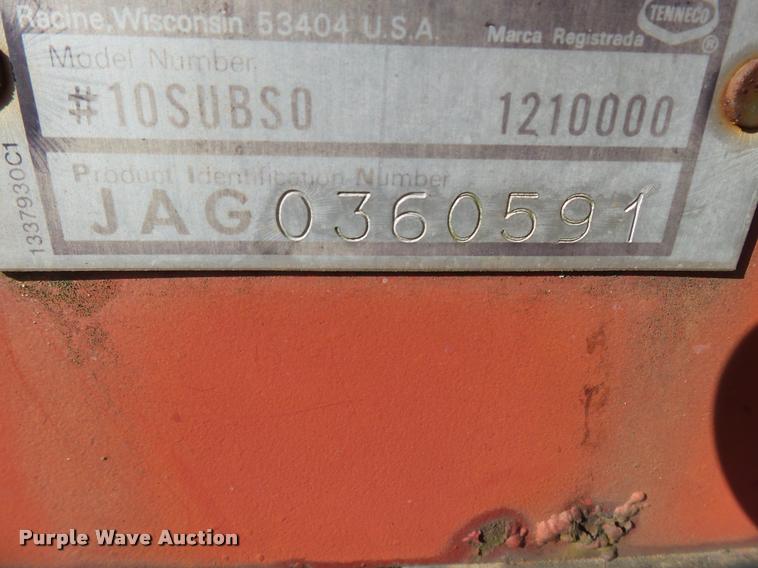 Racine, Wisconsin 53404 U.S.A.
TENNECO
Marca Registrada ®
Model Number
#10SUBS0 1210000
Product Identification Number
JAG0360591
1337930C1
Purple Wave Auction®